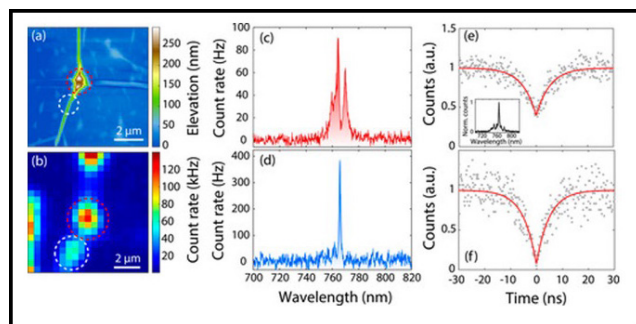 (a)
2 µm
Elevation (nm)
250
200
150
100
50
0
(b)
2 µm
Count rate (kHz)
120
100
80
60
40
20
(c)
Count rate (Hz)
100
80
60
40
20
0
(d)
Count rate (Hz)
400
300
200
100
0
700 720 740 760 780 800 820
Wavelength (nm)
(e)
Counts (a.u.)
1.5
1
0.5
Norm. counts
1
0
720 760 800
Wavelength (nm)
(f)
Counts (a.u.)
1
0.5
0
-30 -20 -10 0 10 20 30
Time (ns)